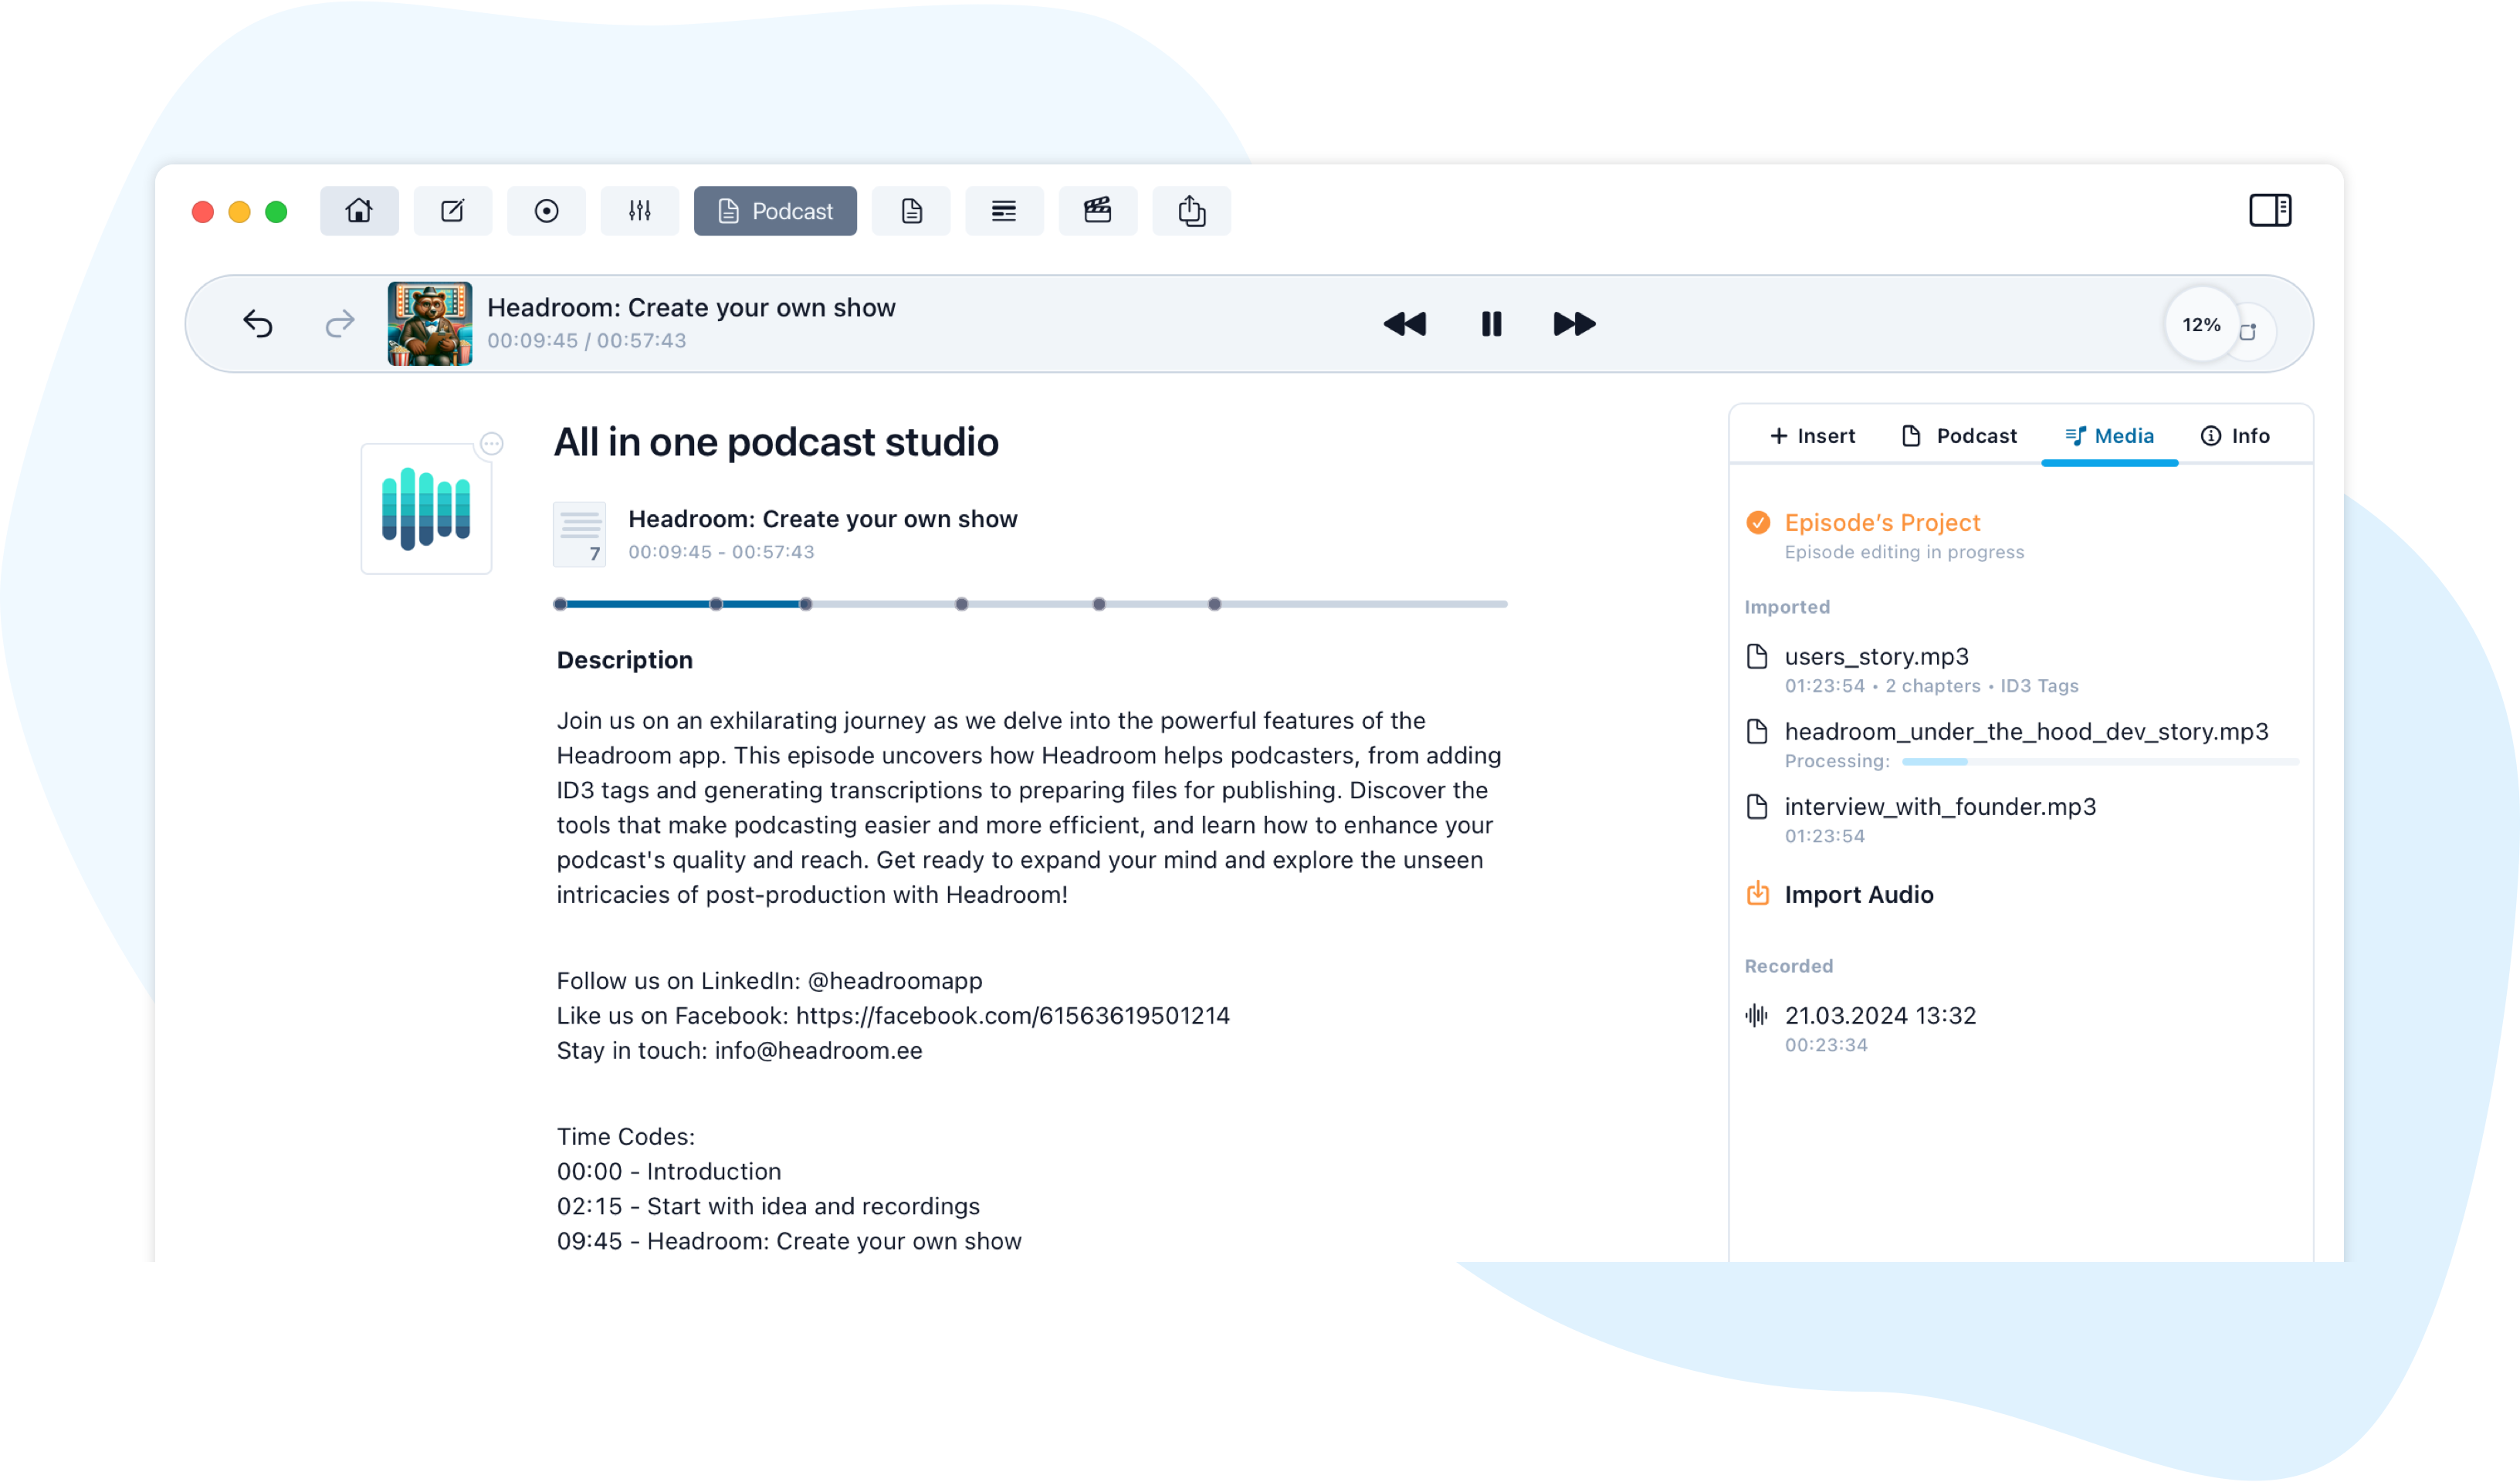 Podcast
Headroom: Create your own show
00:09:45 / 00:57:43
12%
All in one podcast studio
7
Headroom: Create your own show
00:09:45 - 00:57:43
Description
Join us on an exhilarating journey as we delve into the powerful features of the
Headroom app. This episode uncovers how Headroom helps podcasters, from adding
ID3 tags and generating transcriptions to preparing files for publishing. Discover the
tools that make podcasting easier and more efficient, and learn how to enhance your
podcast's quality and reach. Get ready to expand your mind and explore the unseen
intricacies of post-production with Headroom!
Follow us on LinkedIn: @headroomapp
Like us on Facebook: https://facebook.com/61563619501214
Stay in touch: info@headroom.ee
Time Codes:
00:00 - Introduction
02:15 - Start with idea and recordings
09:45 - Headroom: Create your own show
Insert Podcast Media Info
Episode’s Project
Episode editing in progress
Imported
users_story.mp3
01:23:54 • 2 chapters • ID3 Tags
headroom_under_the_hood_dev_story.mp3
Processing:
interview_with_founder.mp3
01:23:54
Import Audio
Recorded
21.03.2024 13:32
00:23:34